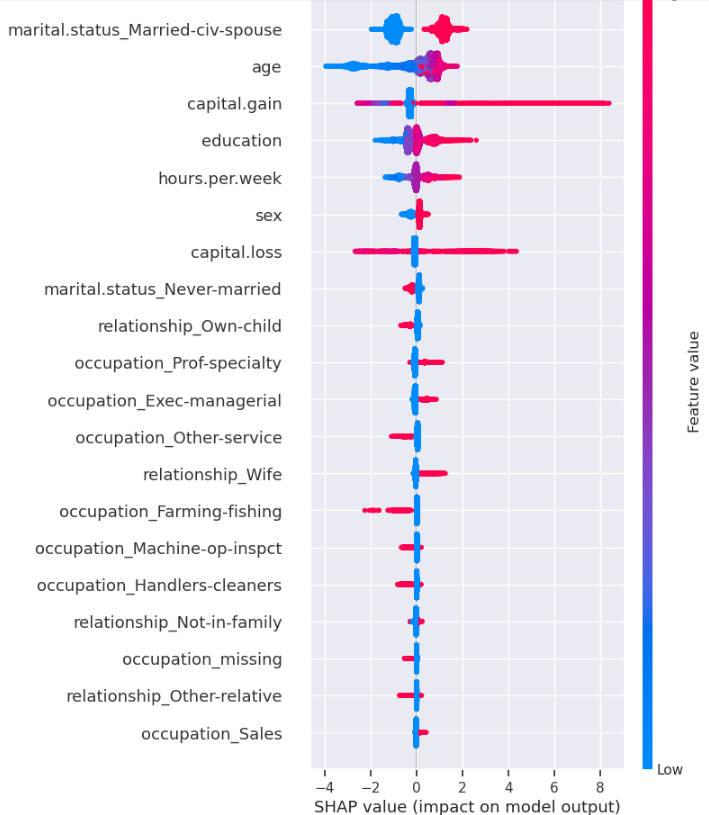 marital.status_Married-civ-spouse
age
capital.gain
education
hours.per.week
sex
capital.loss
marital.status_Never-married
relationship_Own-child
occupation_Prof-specialty
occupation_Exec-managerial
occupation_Other-service
relationship_Wife
occupation_Farming-fishing
occupation_Machine-op-inspct
occupation_Handlers-cleaners
relationship_Not-in-family
occupation_missing
relationship_Other-relative
occupation_Sales
−4 −2 0 2 4 6 8
SHAP value (impact on model output)
Low
Feature value